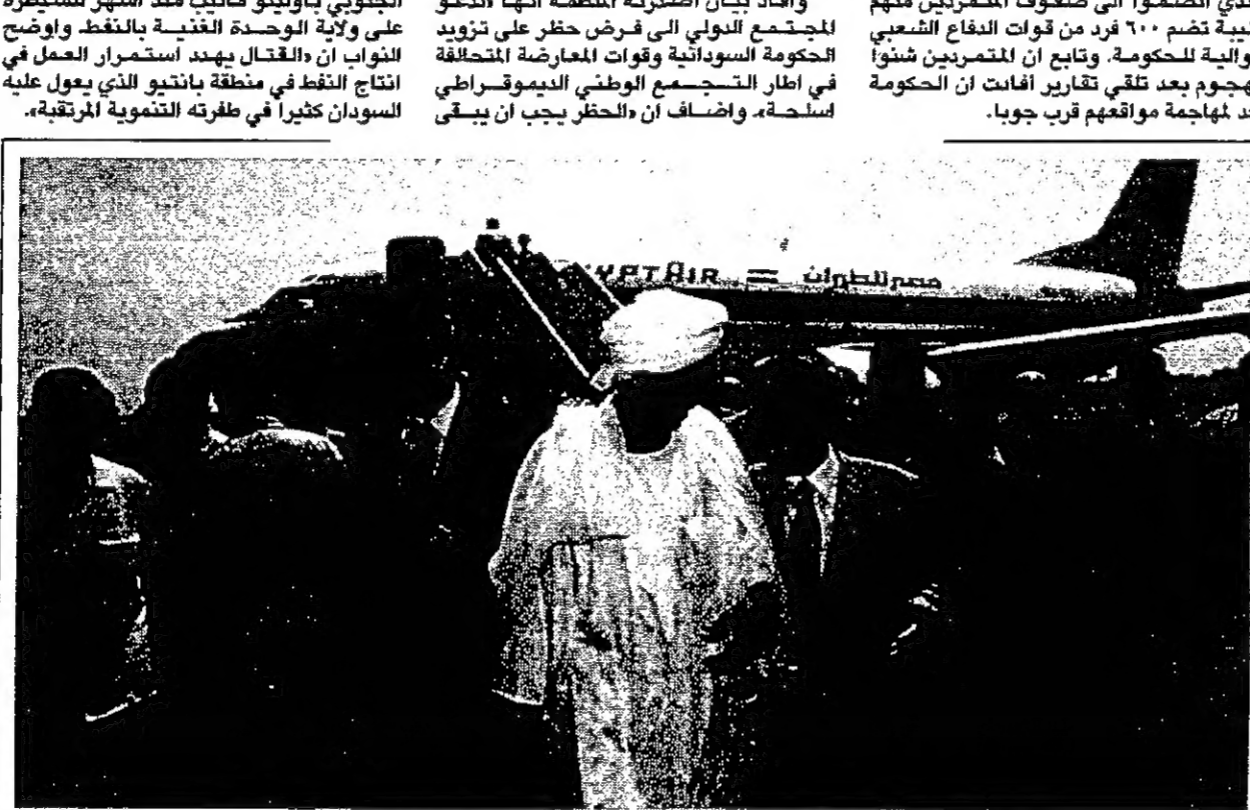 الذي انضموا الى صفوف المتمردين منهم
كتيبة تضم ٦٠٠ فرد من قوات الدفاع الشعبي
الموالية للحكومة. وتابع ان المتمردين شنوا
الهجوم بعد تلقي تقارير افادت ان الحكومة
لمهاجمة مواقعهم قرب جوبا.
وأفاد بيان اصدرته المنظمة انها «تدعو
المجتمع الدولي الى فرض حظر على تزويد
الحكومة السودانية وقوات المعارضة المتحالفة
في اطار التجمع الوطني الديموقراطي
اسلحة». واضاف ان «الحظر يجب ان يبقى
الجنوبي باولينو ماتيب منذ اشهر للسيطرة
على ولاية الوحدة الغنية بالنفط. واوضح
النواب ان «القتال يهدد استمرار العمل في
انتاج النفط في منطقة بانتيو الذي يعول عليه
السودان كثيراً في طفرته التنموية المرتقبة».
YPTAIR مصر للطيران